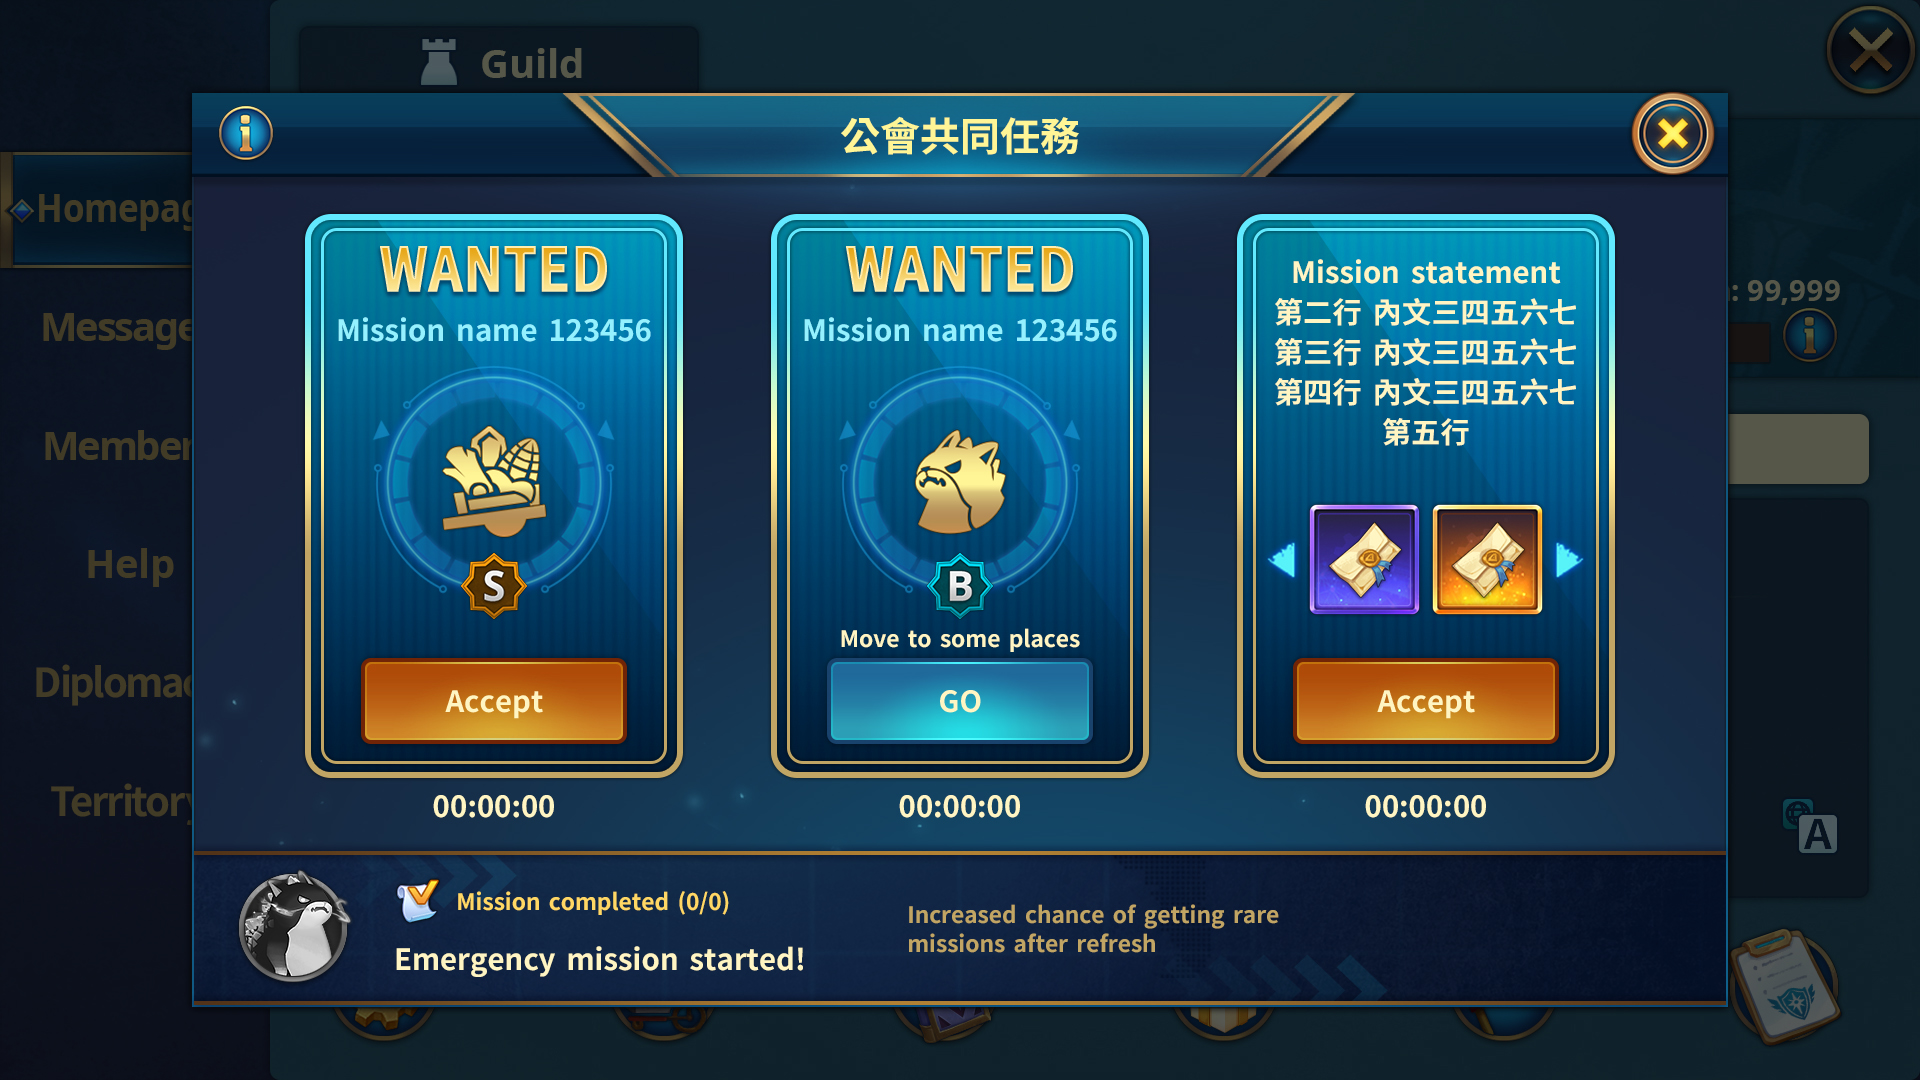 Guild
公會共同任務
Homepag
Message
Member
Help
Diplomac
Territory
: 99,999
WANTED
Mission name 123456
S
Accept
00:00:00
WANTED
Mission name 123456
B
Move to some places
GO
00:00:00
Mission statement
第二行 內文三四五六七
第三行 內文三四五六七
第四行 內文三四五六七
第五行
Accept
00:00:00
A
Mission completed (0/0)
Emergency mission started!
Increased chance of getting rare
missions after refresh